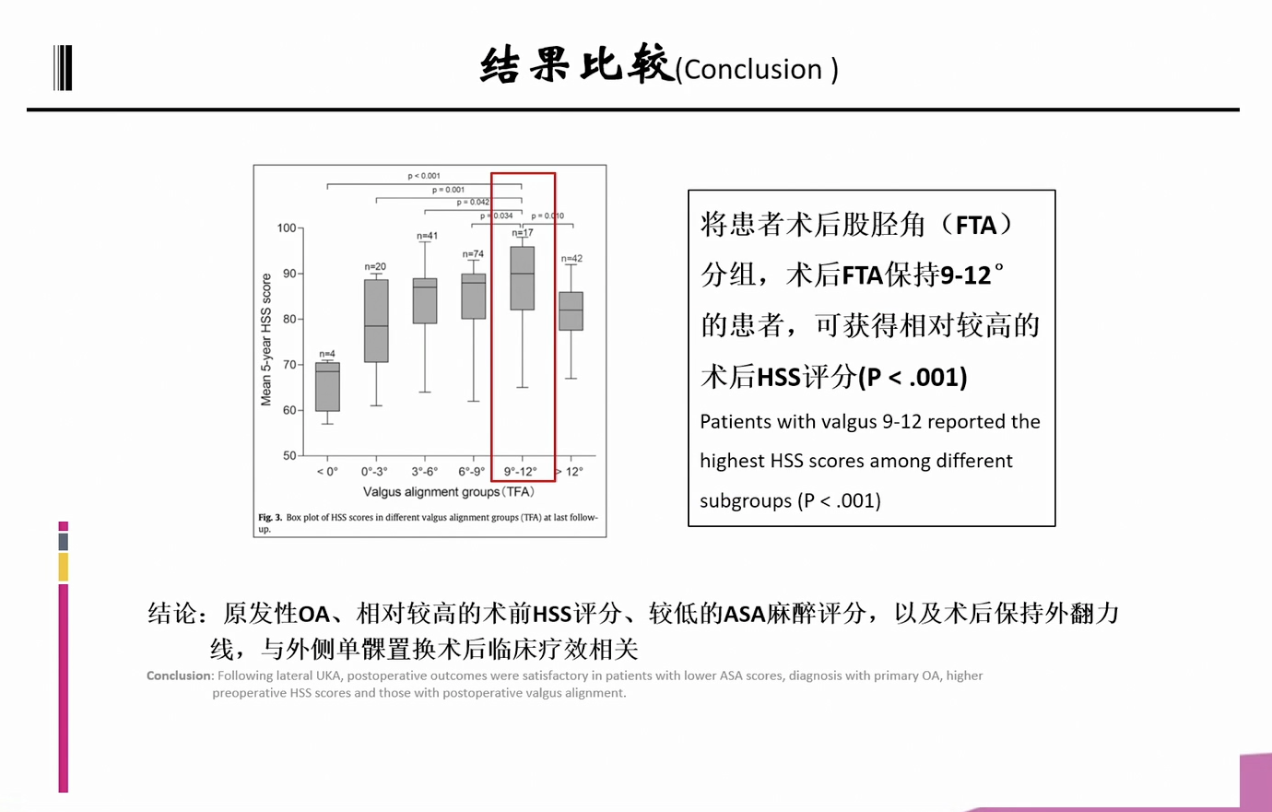 结果比较(Conclusion )
p < 0.001
p = 0.001
p = 0.042
p = 0.034
p = 0.010
Mean 5-year HSS score
100
90
80
70
60
50
n=4
n=20
n=41
n=74
n=17
n=42
< 0°
0°-3°
3°-6°
6°-9°
9°-12°
> 12°
Valgus alignment groups(TFA)
Fig. 3. Box plot of HSS scores in different valgus alignment groups (TFA) at last follow-
up.
将患者术后股胫角（FTA）
分组，术后FTA保持9-12°
的患者，可获得相对较高的
术后HSS评分(P < .001)
Patients with valgus 9-12 reported the
highest HSS scores among different
subgroups (P < .001)
结论：原发性OA、相对较高的术前HSS评分、较低的ASA麻醉评分，以及术后保持外翻力
线，与外侧单髁置换术后临床疗效相关
Conclusion: Following lateral UKA, postoperative outcomes were satisfactory in patients with lower ASA scores, diagnosis with primary OA, higher
preoperative HSS scores and those with postoperative valgus alignment.